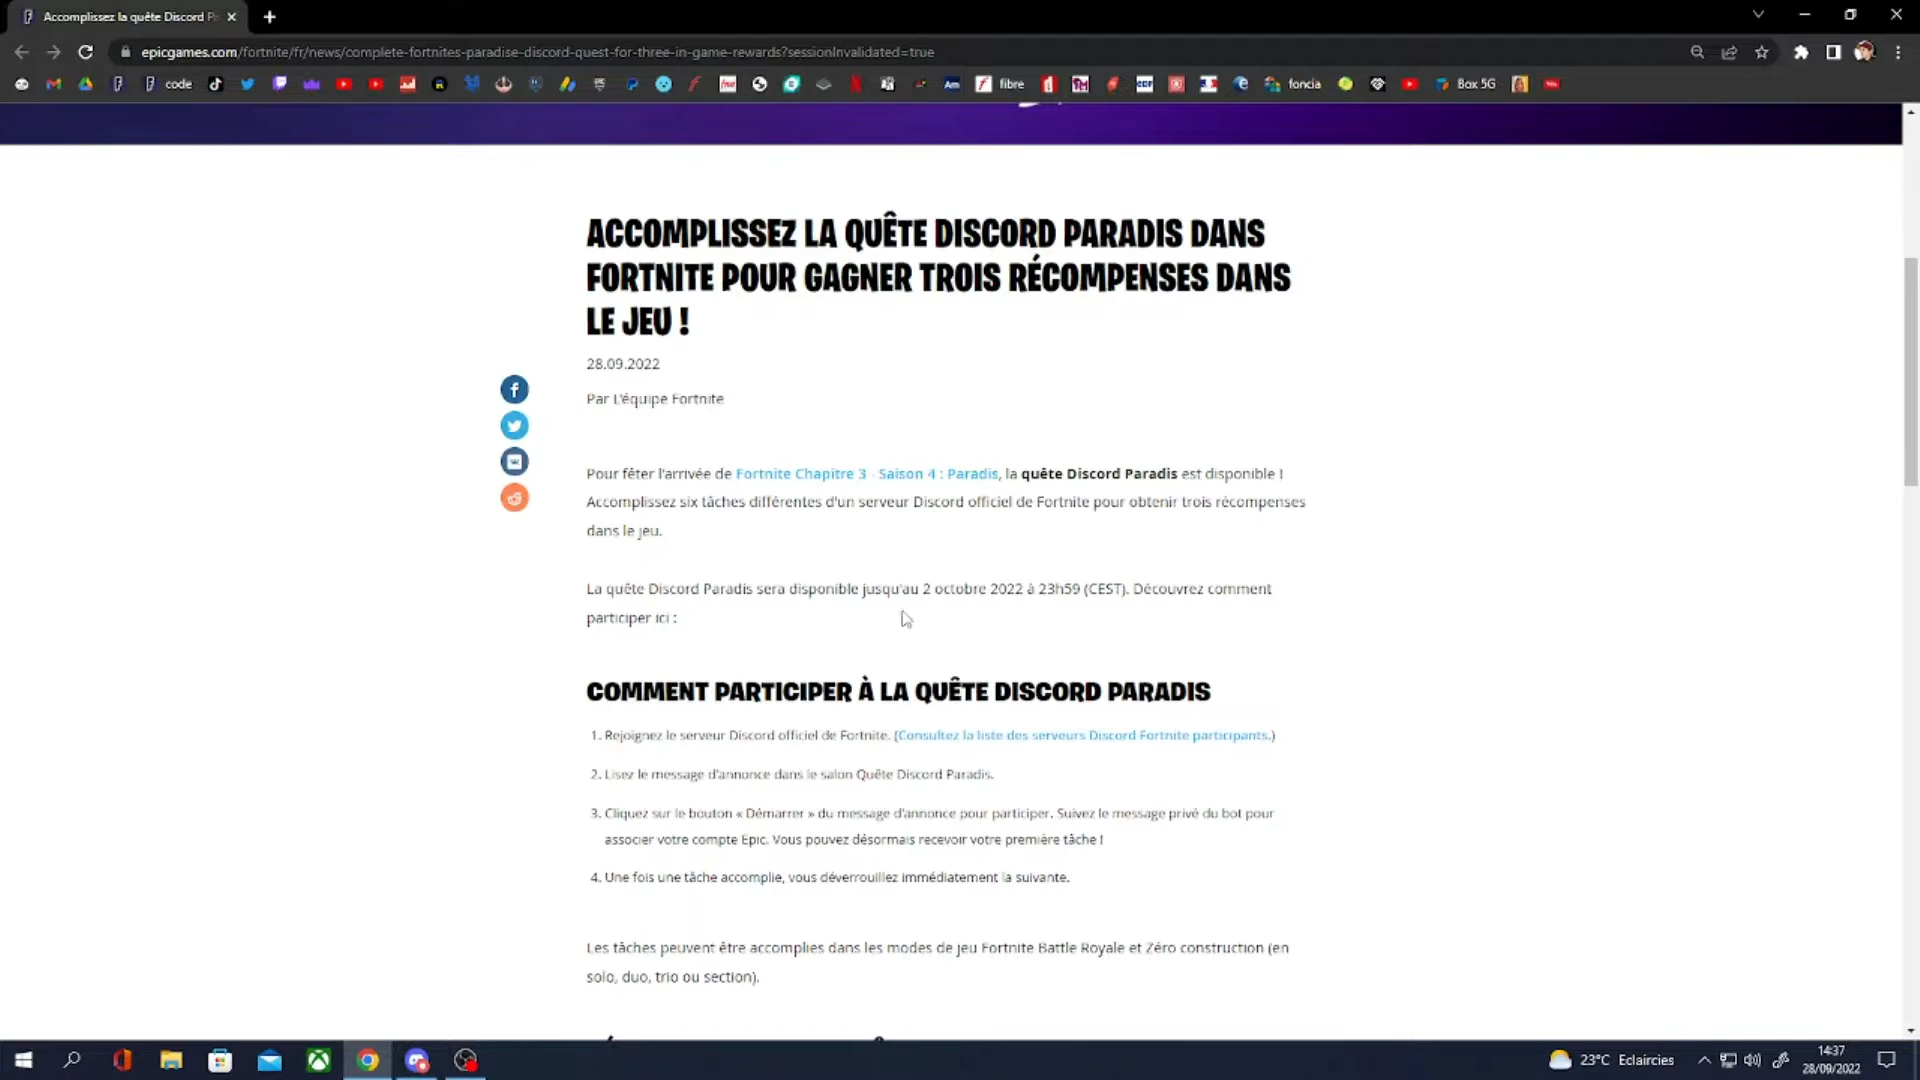 Accomplissez la quête Discord P
epicgames.com/fortnite/fr/news/complete-fortnites-paradise-discord-quest-for-three-in-game-rewards?sessionInvalidated=true
code
fibre
foncia
Box 5G
ACCOMPLISSEZ LA QUÊTE DISCORD PARADIS DANS
FORTNITE POUR GAGNER TROIS RÉCOMPENSES DANS
LE JEU !
28.09.2022
Par L'équipe Fortnite
Pour fêter l'arrivée de Fortnite Chapitre 3 - Saison 4 : Paradis, la quête Discord Paradis est disponible !
Accomplissez six tâches différentes d'un serveur Discord officiel de Fortnite pour obtenir trois récompenses
dans le jeu.
La quête Discord Paradis sera disponible jusqu'au 2 octobre 2022 à 23h59 (CEST). Découvrez comment
participer ici :
COMMENT PARTICIPER À LA QUÊTE DISCORD PARADIS
1. Rejoignez le serveur Discord officiel de Fortnite. (Consultez la liste des serveurs Discord Fortnite participants.)
2. Lisez le message d'annonce dans le salon Quête Discord Paradis.
3. Cliquez sur le bouton « Démarrer » du message d'annonce pour participer. Suivez le message privé du bot pour
associer votre compte Epic. Vous pouvez désormais recevoir votre première tâche !
4. Une fois une tâche accomplie, vous déverrouillez immédiatement la suivante.
Les tâches peuvent être accomplies dans les modes de jeu Fortnite Battle Royale et Zéro construction (en
solo, duo, trio ou section).
23°C Eclaircies
14:37
28/09/2022